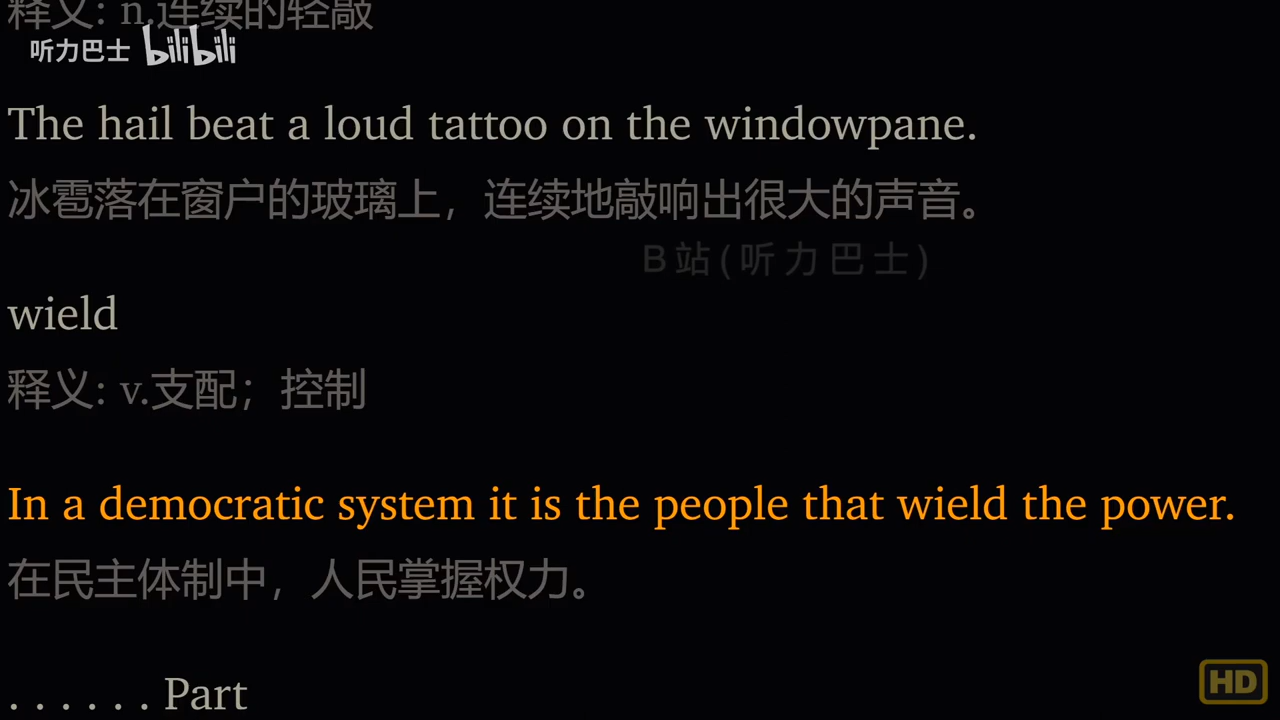 释义: n.连续的轻敲
听力巴士 bilibili
The hail beat a loud tattoo on the windowpane.
冰雹落在窗户的玻璃上，连续地敲响出很大的声音。
B站(听力巴士)
wield
释义: v.支配；控制
In a democratic system it is the people that wield the power.
在民主体制中，人民掌握权力。
. . . . . . Part
HD